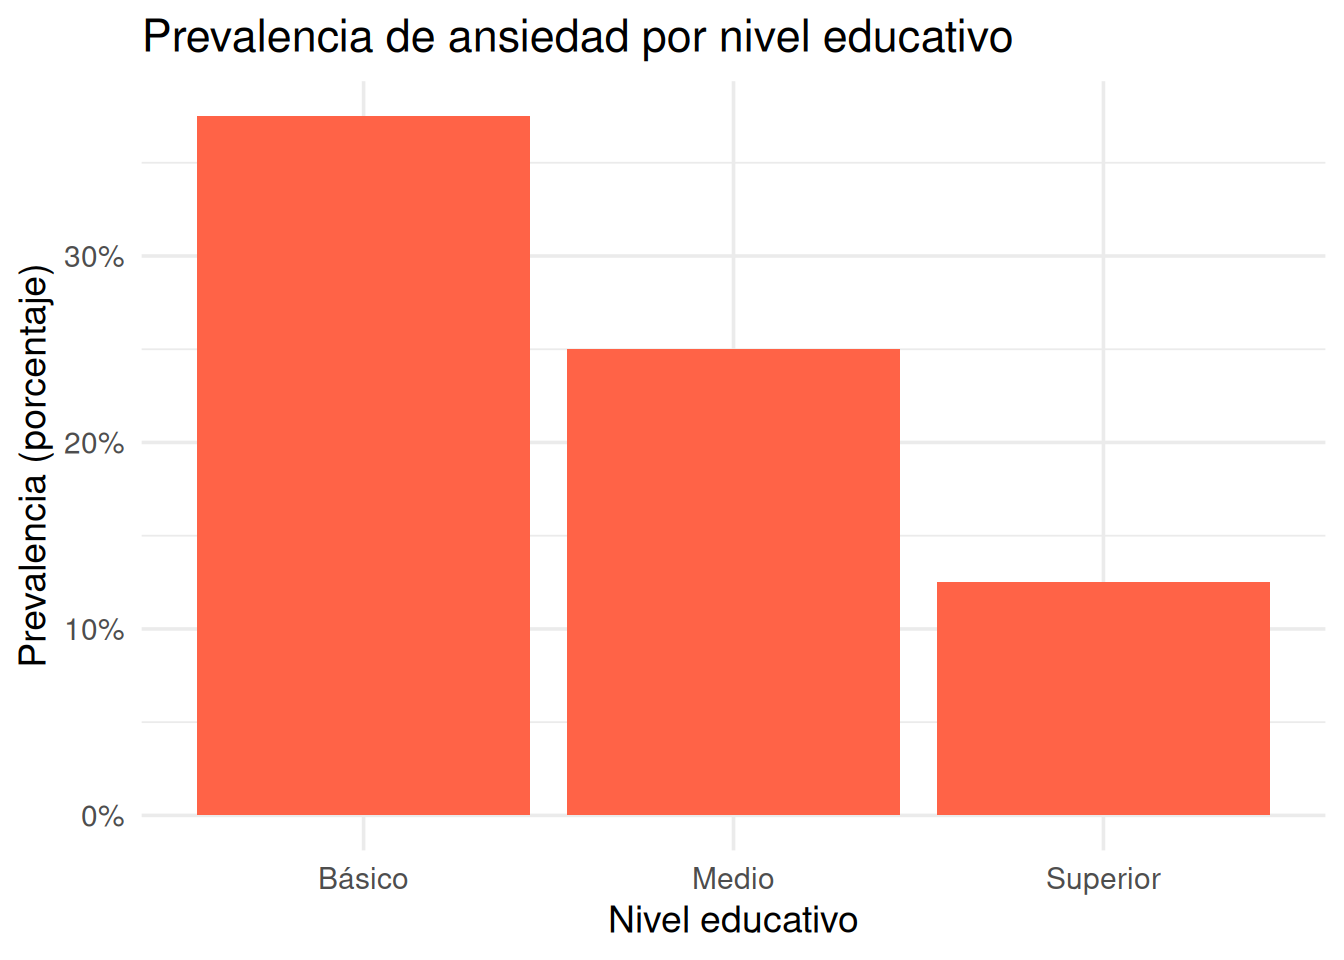 Prevalencia de ansiedad por nivel educativo
Prevalencia (porcentaje)
30%
20%
10%
0%
Básico
Medio
Superior
Nivel educativo